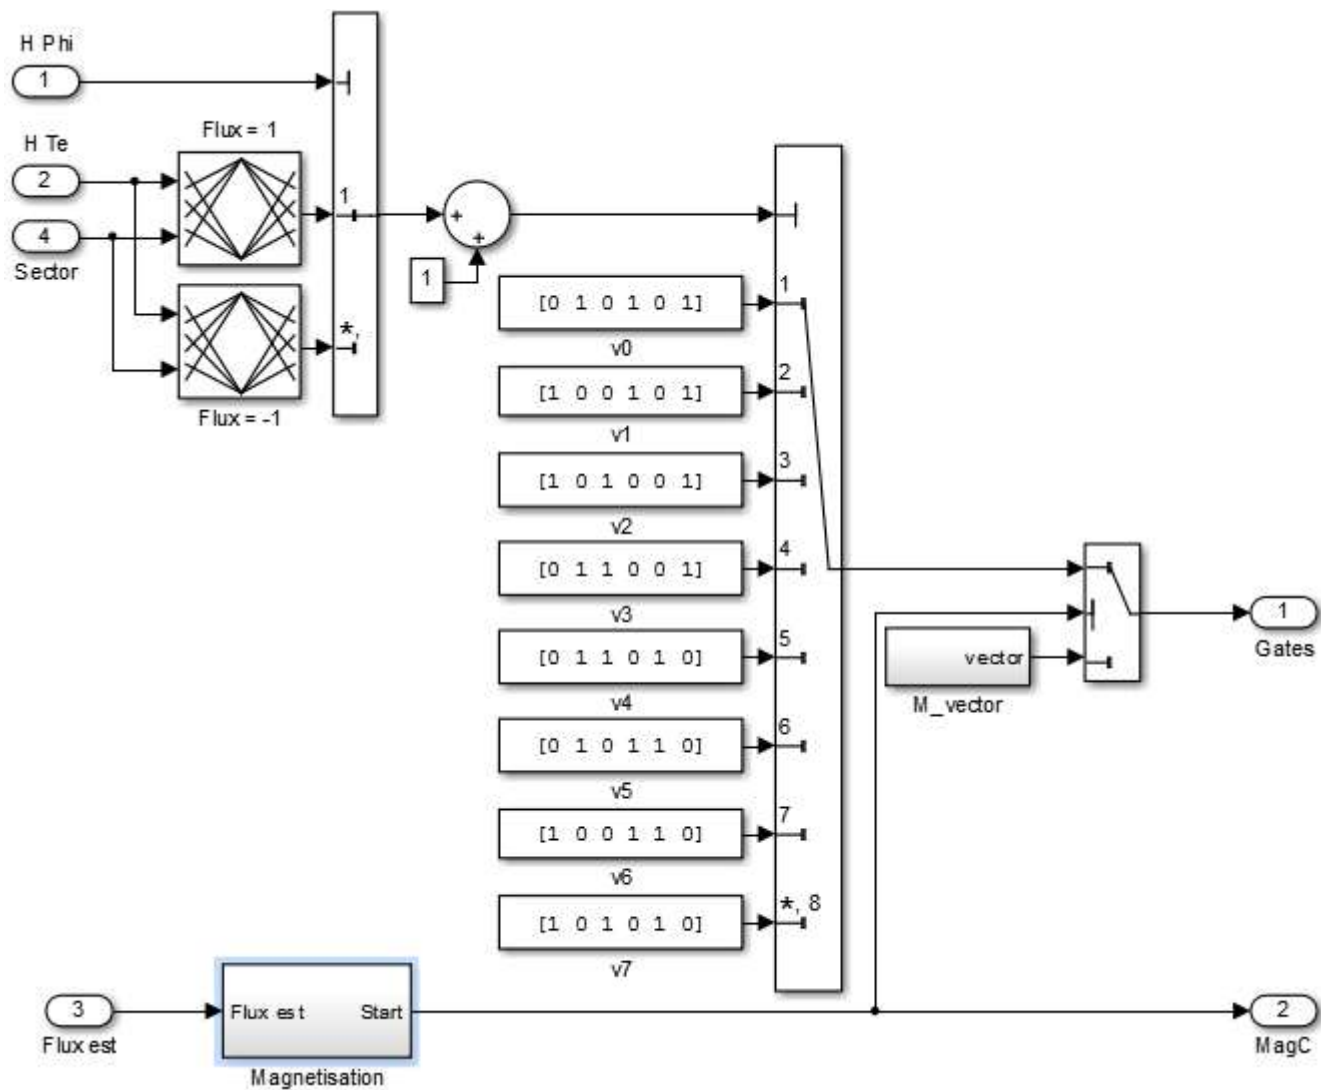 H Phi
1
Flux = 1
H Te
2
1
4
Sector
1
*,
Flux = -1
[0 1 0 1 0 1]
1
v0
[1 0 0 1 0 1]
2
v1
[1 0 1 0 0 1]
3
v2
[0 1 1 0 0 1]
4
v3
[0 1 1 0 1 0]
5
v4
[0 1 0 1 1 0]
6
v5
[1 0 0 1 1 0]
7
v6
[1 0 1 0 1 0]
*, 8
v7
+
+
vector
M_vector
1
Gates
3
Flux est
Flux est Start
Magnetisation
2
MagC